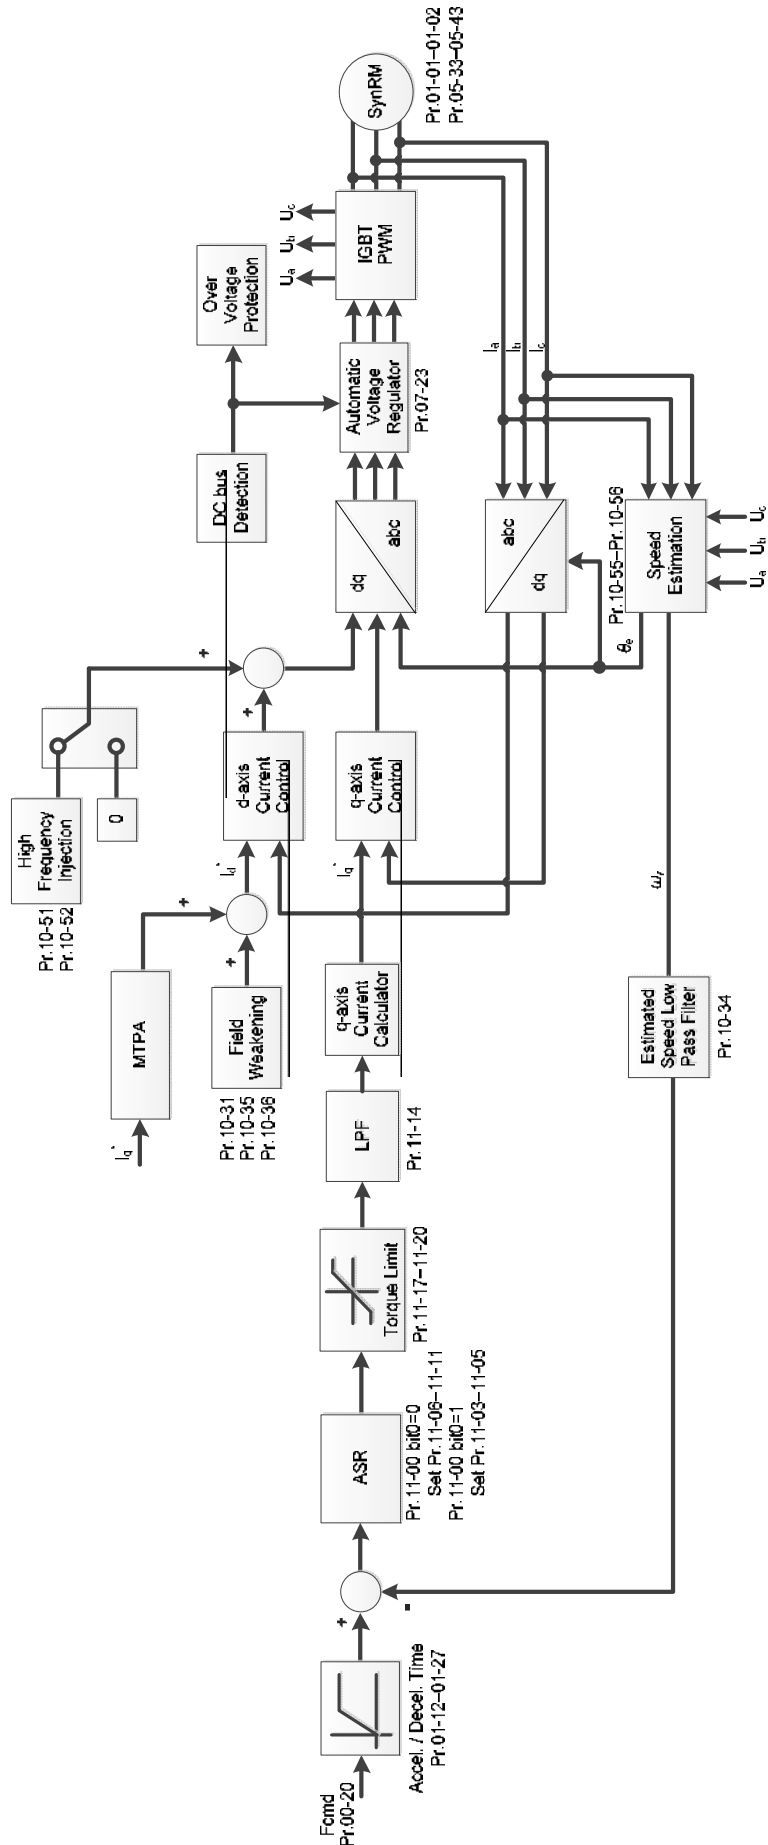 Fcmd
Pr.00-20
Accel. / Decel. Time
Pr.01-12~01-27
+
-
ASR
Pr.11-00 bit0=0
Set Pr.11-06~11-11
Pr.11-00 bit0=1
Set Pr.11-03~11-05
Torque Limit
Pr.11-17~11-20
LPF
Pr.11-14
q-axis
Current
Calculator
Iq*
q-axis
Current
Control
Iq*
MTPA
+
Field
Weakening
Pr.10-31
Pr.10-35
Pr.10-36
+
Id*
d-axis
Current
Control
+
High
Frequency
Injection
Pr.10-51
Pr.10-52
0
+
dq
abc
DC bus
Detection
Over
Voltage
Protection
Automatic
Voltage
Regulator
Pr.07-23
IGBT
PWM
Ua
Ub
Uc
SynRM
Pr.01-01~01-02
Pr.05-33~05-43
Ia
Ib
Ic
abc
dq
Pr.10-55~Pr.10-56
Speed
Estimation
Ua
Ub
Uc
θe
ωr
Estimated
Speed Low
Pass Filter
Pr.10-34